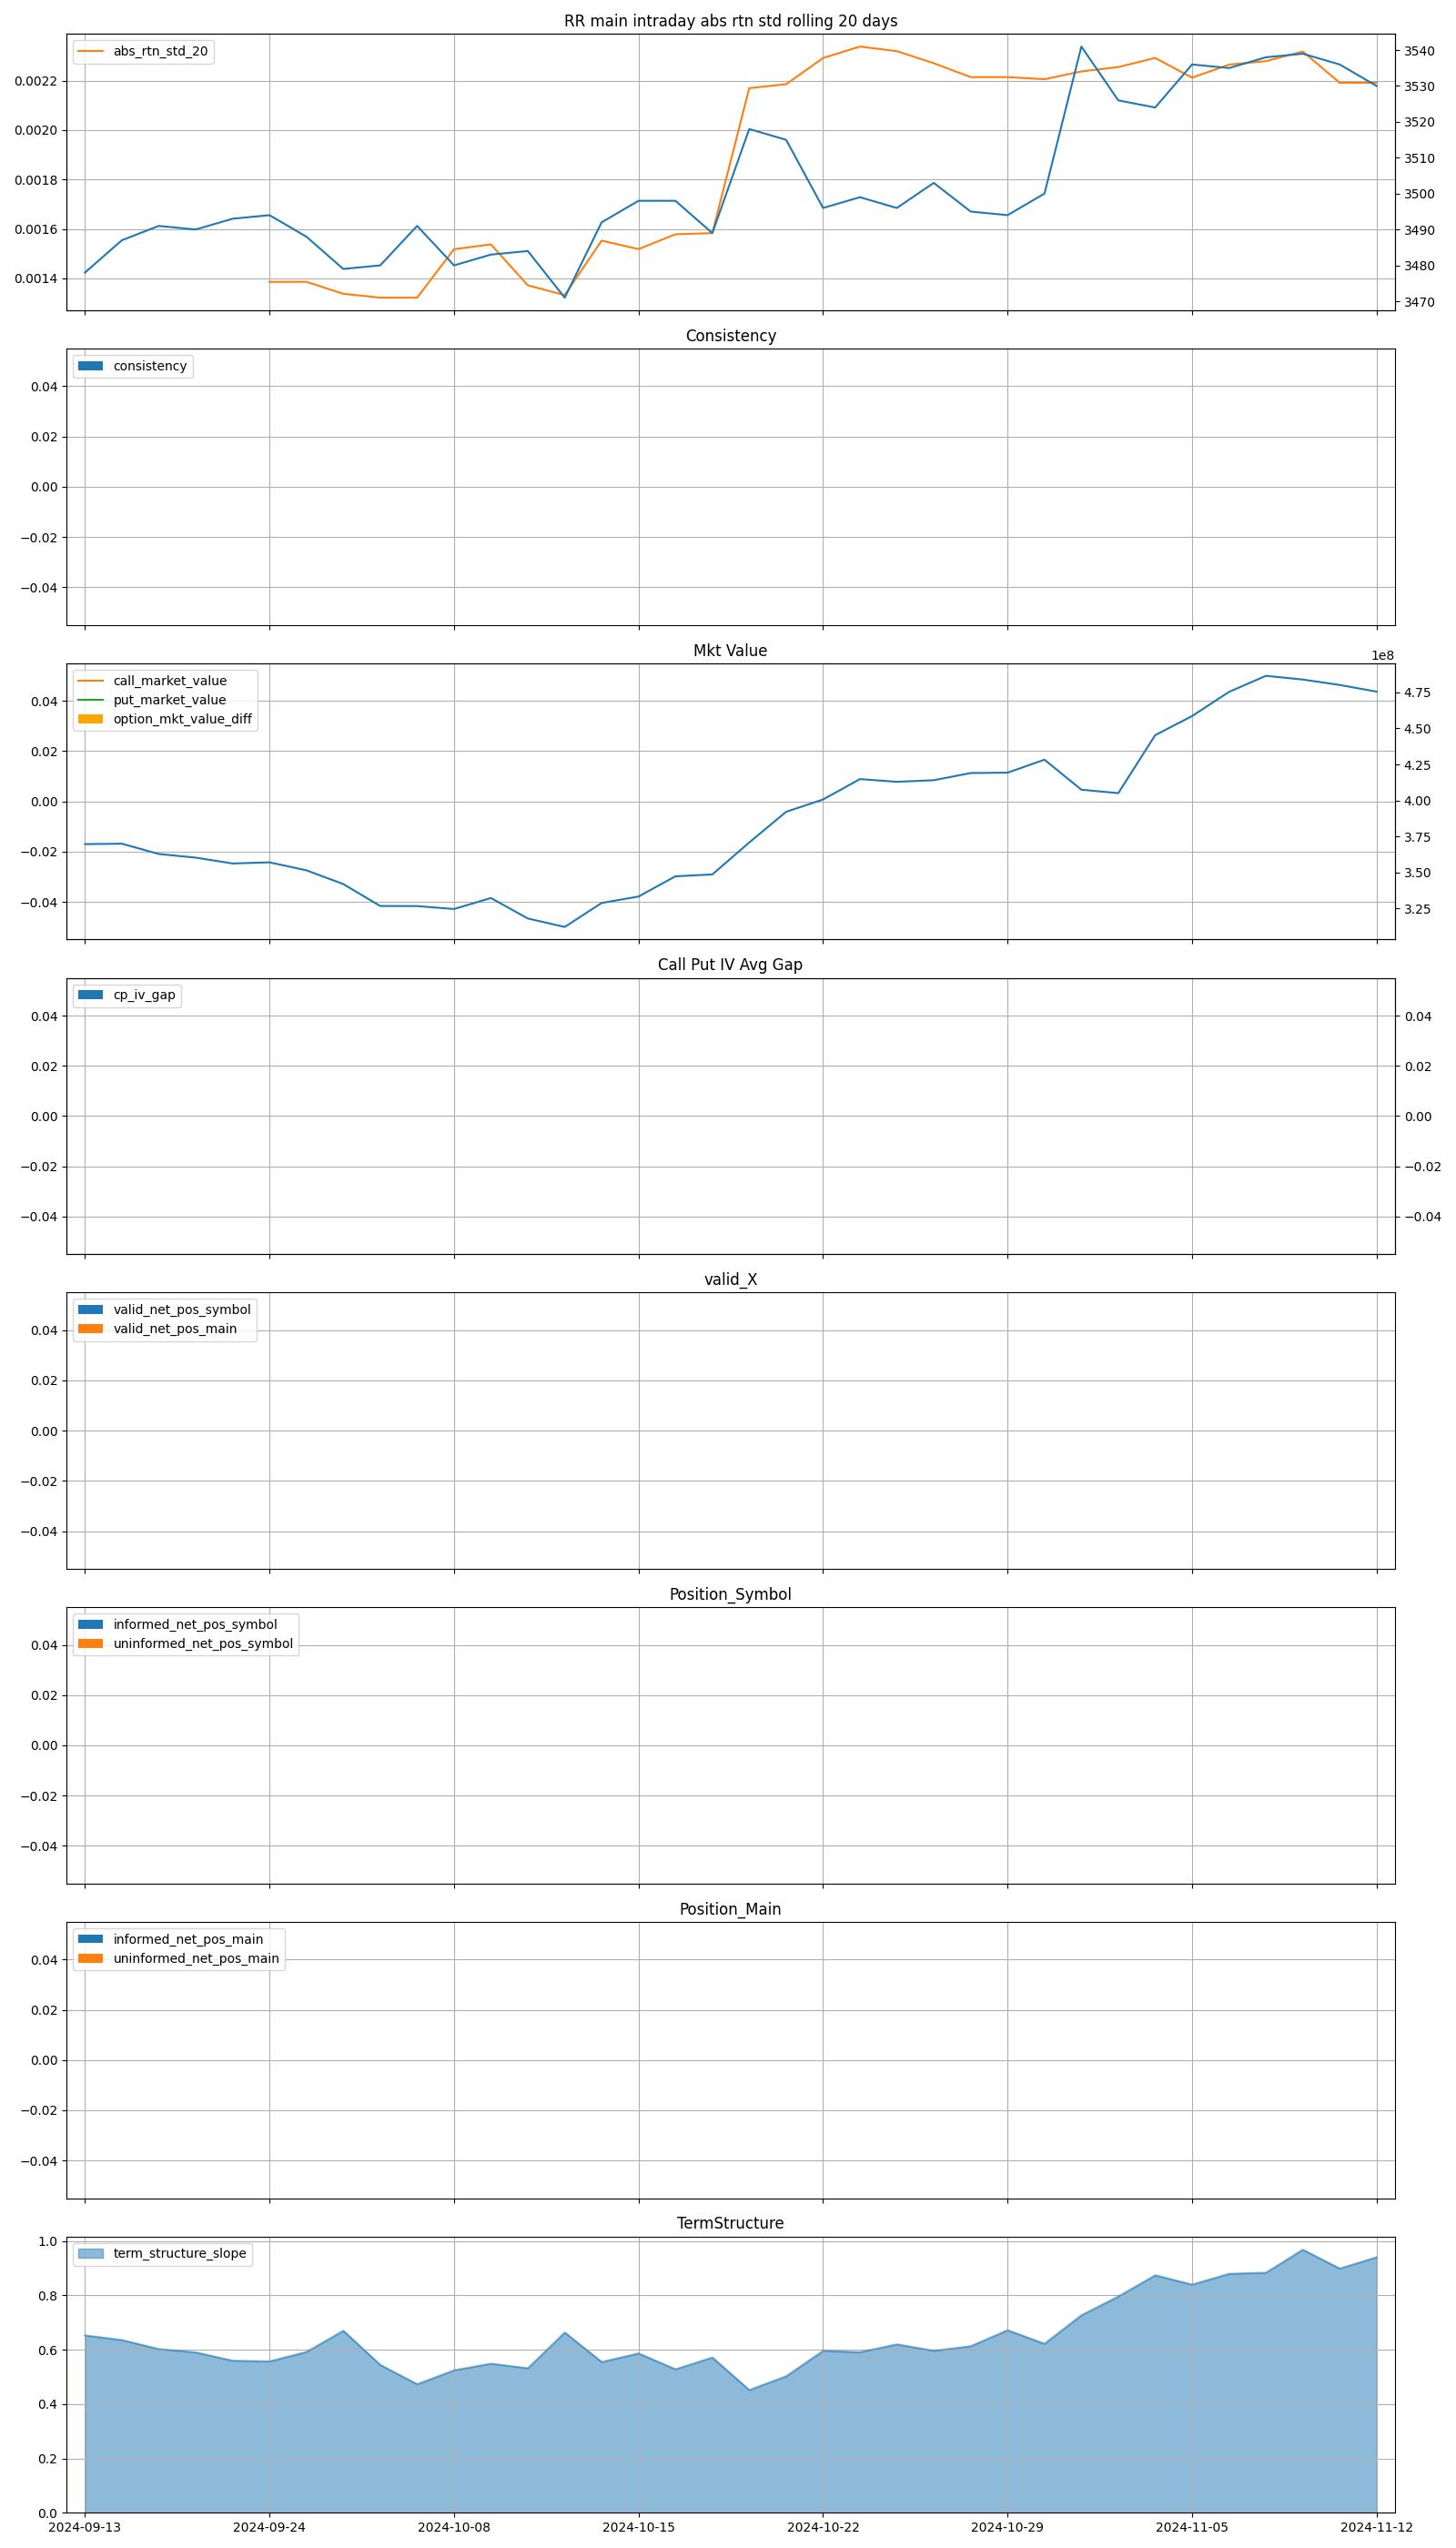 RR main intraday abs rtn std rolling 20 days
abs_rtn_std_20
0.0022
0.0020
0.0018
0.0016
0.0014
3540
3530
3520
3510
3500
3490
3480
3470
Consistency
consistency
0.04
0.02
0.00
−0.02
−0.04
Mkt Value
1e8
call_market_value
put_market_value
option_mkt_value_diff
0.04
0.02
0.00
−0.02
−0.04
4.75
4.50
4.25
4.00
3.75
3.50
3.25
Call Put IV Avg Gap
cp_iv_gap
0.04
0.02
0.00
−0.02
−0.04
0.04
0.02
0.00
−0.02
−0.04
valid_X
valid_net_pos_symbol
valid_net_pos_main
0.04
0.02
0.00
−0.02
−0.04
Position_Symbol
informed_net_pos_symbol
uninformed_net_pos_symbol
0.04
0.02
0.00
−0.02
−0.04
Position_Main
informed_net_pos_main
uninformed_net_pos_main
0.04
0.02
0.00
−0.02
−0.04
TermStructure
term_structure_slope
1.0
0.8
0.6
0.4
0.2
0.0
2024-09-13 2024-09-24 2024-10-08 2024-10-15 2024-10-22 2024-10-29 2024-11-05 2024-11-12